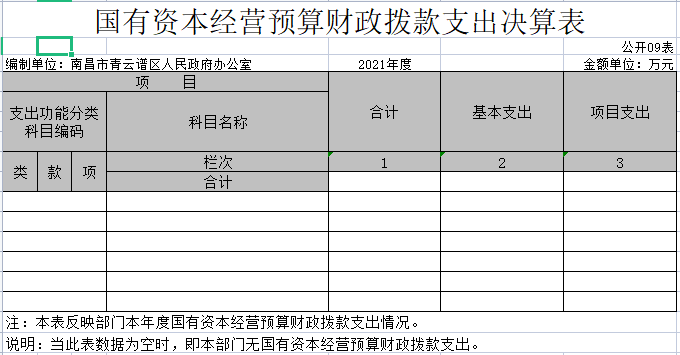 国有资本经营预算财政拨款支出决算表
公开09表
编制单位：南昌市青云谱区人民政府办公室 2021年度 金额单位：万元
项 目
支出功能分类科目编码 科目名称 合计 基本支出 项目支出
类 款 项 栏次 1 2 3
合计
注：本表反映部门本年度国有资本经营预算财政拨款支出情况。
说明：当此表数据为空时，即本部门无国有资本经营预算财政拨款支出。